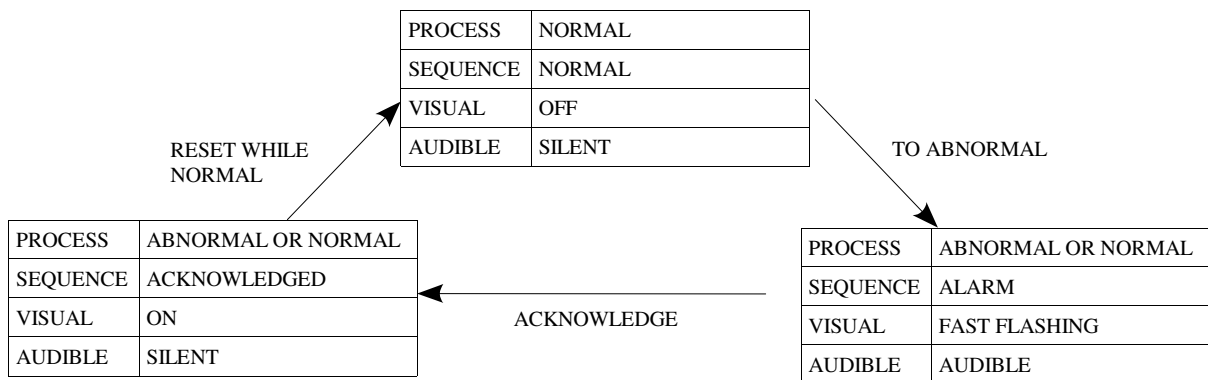 PROCESS NORMAL
SEQUENCE NORMAL
VISUAL OFF
AUDIBLE SILENT
RESET WHILE
NORMAL
TO ABNORMAL
PROCESS ABNORMAL OR NORMAL
SEQUENCE ACKNOWLEDGED
VISUAL ON
AUDIBLE SILENT
ACKNOWLEDGE
PROCESS ABNORMAL OR NORMAL
SEQUENCE ALARM
VISUAL FAST FLASHING
AUDIBLE AUDIBLE